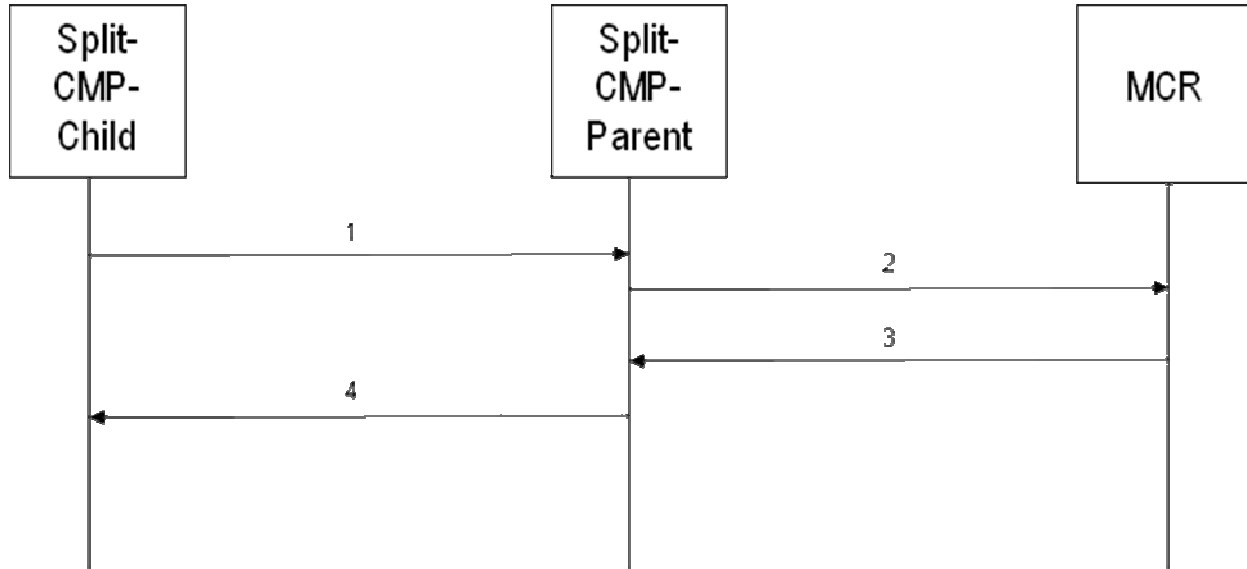 Split-
CMP-
Child
Split-
CMP-
Parent
MCR
1
2
3
4